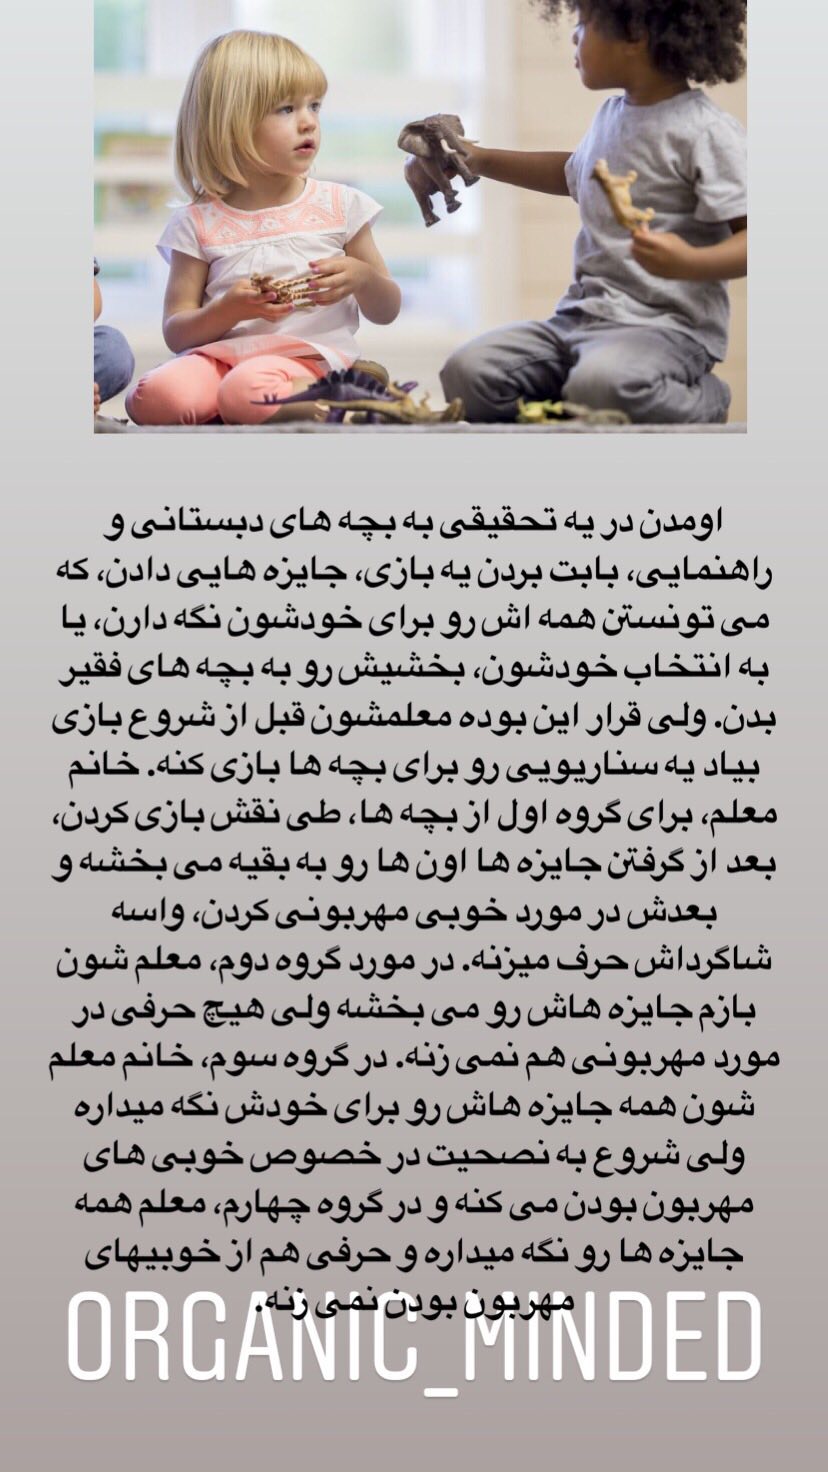 اومدن در یه تحقیقی به بچه های دبستانی و
راهنمایی، بابت بردن یه بازی، جایزه هایی دادن، که
می تونستن همه اش رو برای خودشون نگه دارن، یا
به انتخاب خودشون، بخشیش رو به بچه های فقیر
بدن. ولی قرار این بوده معلمشون قبل از شروع بازی
بیاد یه سناریویی رو برای بچه ها بازی کنه. خانم
معلم، برای گروه اول از بچه ها، طی نقش بازی کردن،
بعد از گرفتن جایزه ها اون ها رو به بقیه می بخشه و
بعدش در مورد خوبی مهربونی کردن، واسه
شاگرداش حرف میزنه. در مورد گروه دوم، معلم شون
بازم جایزه هاش رو می بخشه ولی هیچ حرفی در
مورد مهربونی هم نمی زنه. در گروه سوم، خانم معلم
شون همه جایزه هاش رو برای خودش نگه میداره
ولی شروع به نصحیت در خصوص خوبی های
مهربون بودن می کنه و در گروه چهارم، معلم همه
جایزه ها رو نگه میداره و حرفی هم از خوبیهای
مهربون بودن نمی زنه.
ORGANIC_MINDED